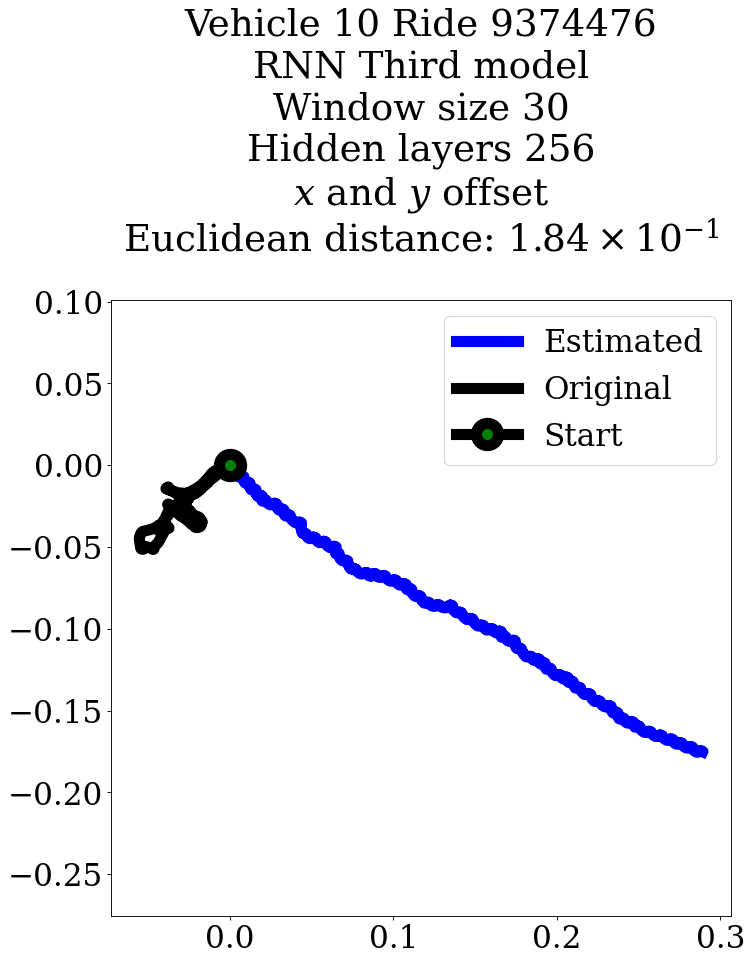 Vehicle 10 Ride 9374476
RNN Third model
Window size 30
Hidden layers 256
x and y offset
Euclidean distance: 1.84 × 10⁻¹
Estimated
Original
Start
0.10
0.05
0.00
−0.05
−0.10
−0.15
−0.20
−0.25
0.0 0.1 0.2 0.3